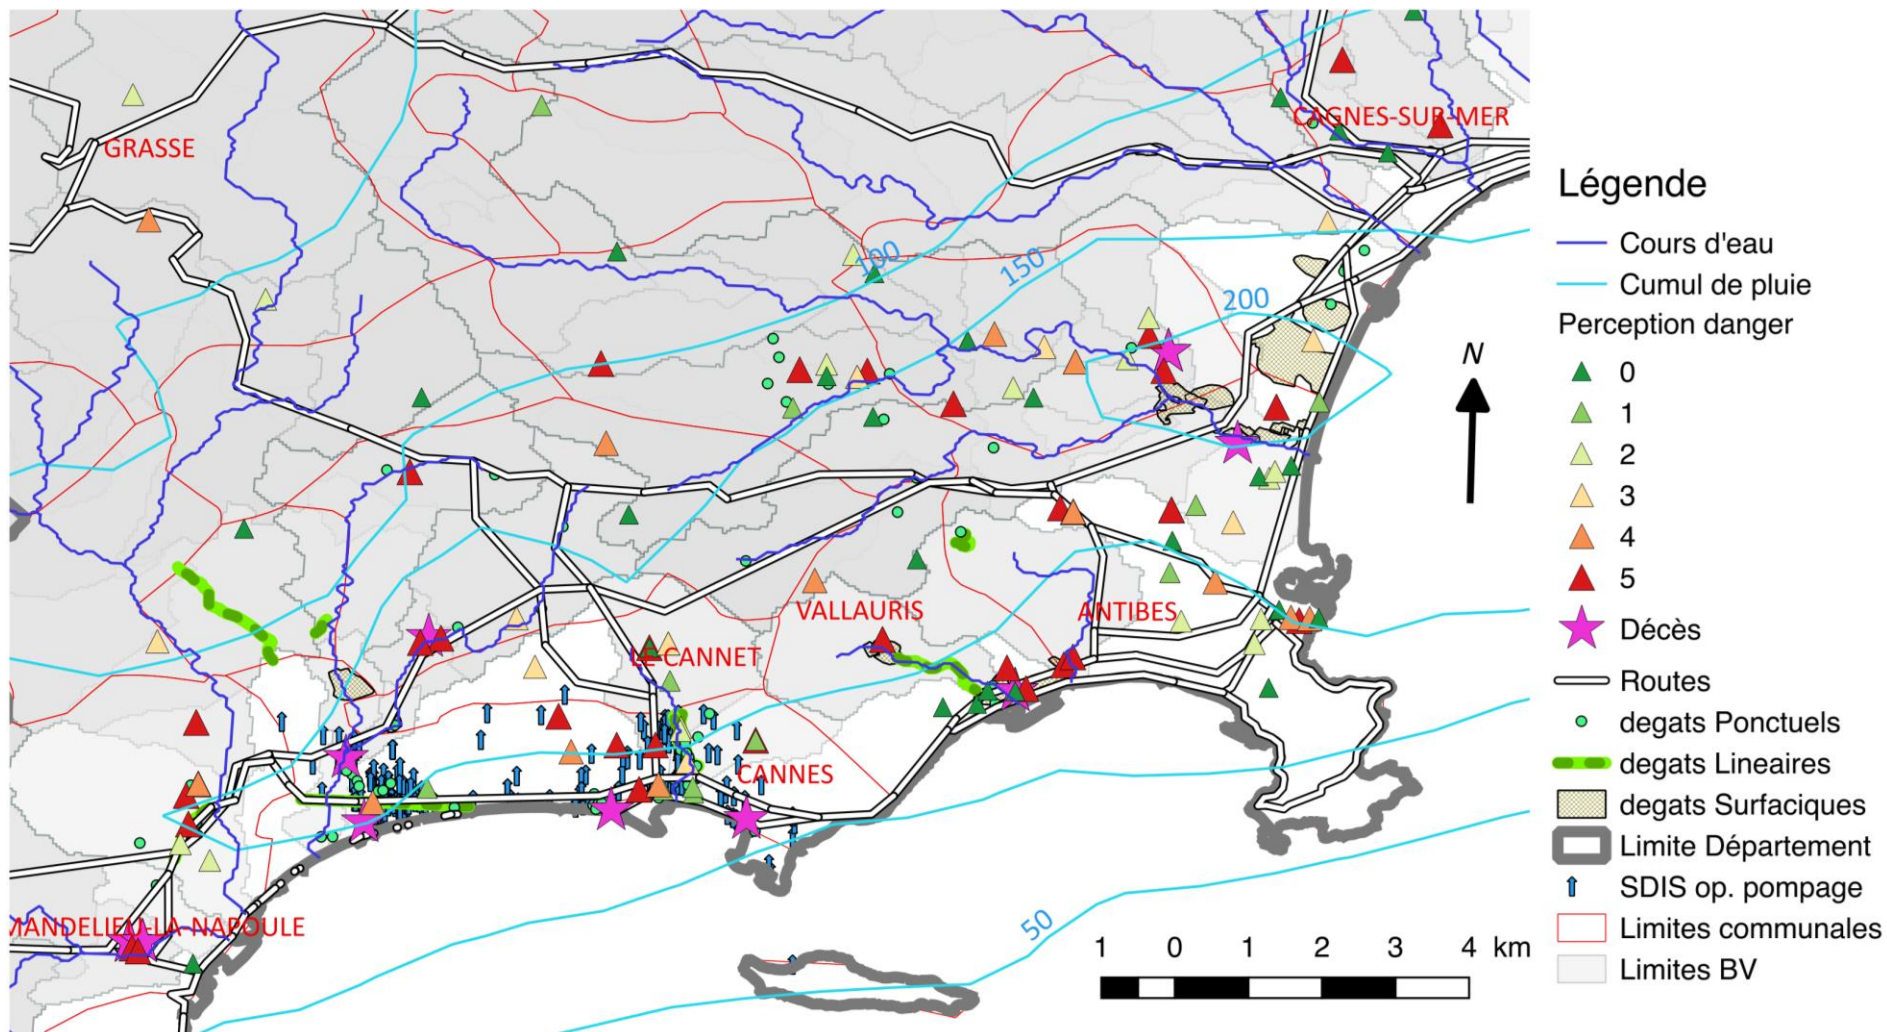 CAGNES-SUR-MER
GRASSE
100
150
200
VALLAURIS
ANTIBES
LE CANNET
CANNES
MANDELIEU-LA-NAPOULE
50
N
1 0 1 2 3 4 km
Légende
Cours d'eau
Cumul de pluie
Perception danger
0
1
2
3
4
5
Décès
Routes
degats Ponctuels
degats Lineaires
degats Surfaciques
Limite Département
SDIS op. pompage
Limites communales
Limites BV